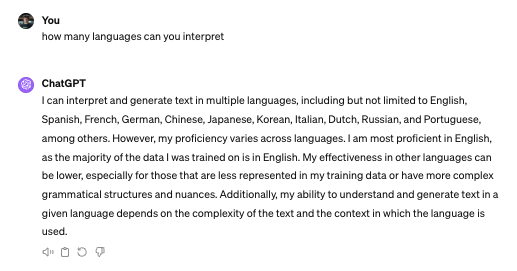 You
how many languages can you interpret
ChatGPT
I can interpret and generate text in multiple languages, including but not limited to English,
Spanish, French, German, Chinese, Japanese, Korean, Italian, Dutch, Russian, and Portuguese,
among others. However, my proficiency varies across languages. I am most proficient in English,
as the majority of the data I was trained on is in English. My effectiveness in other languages can
be lower, especially for those that are less represented in my training data or have more complex
grammatical structures and nuances. Additionally, my ability to understand and generate text in a
given language depends on the complexity of the text and the context in which the language is
used.